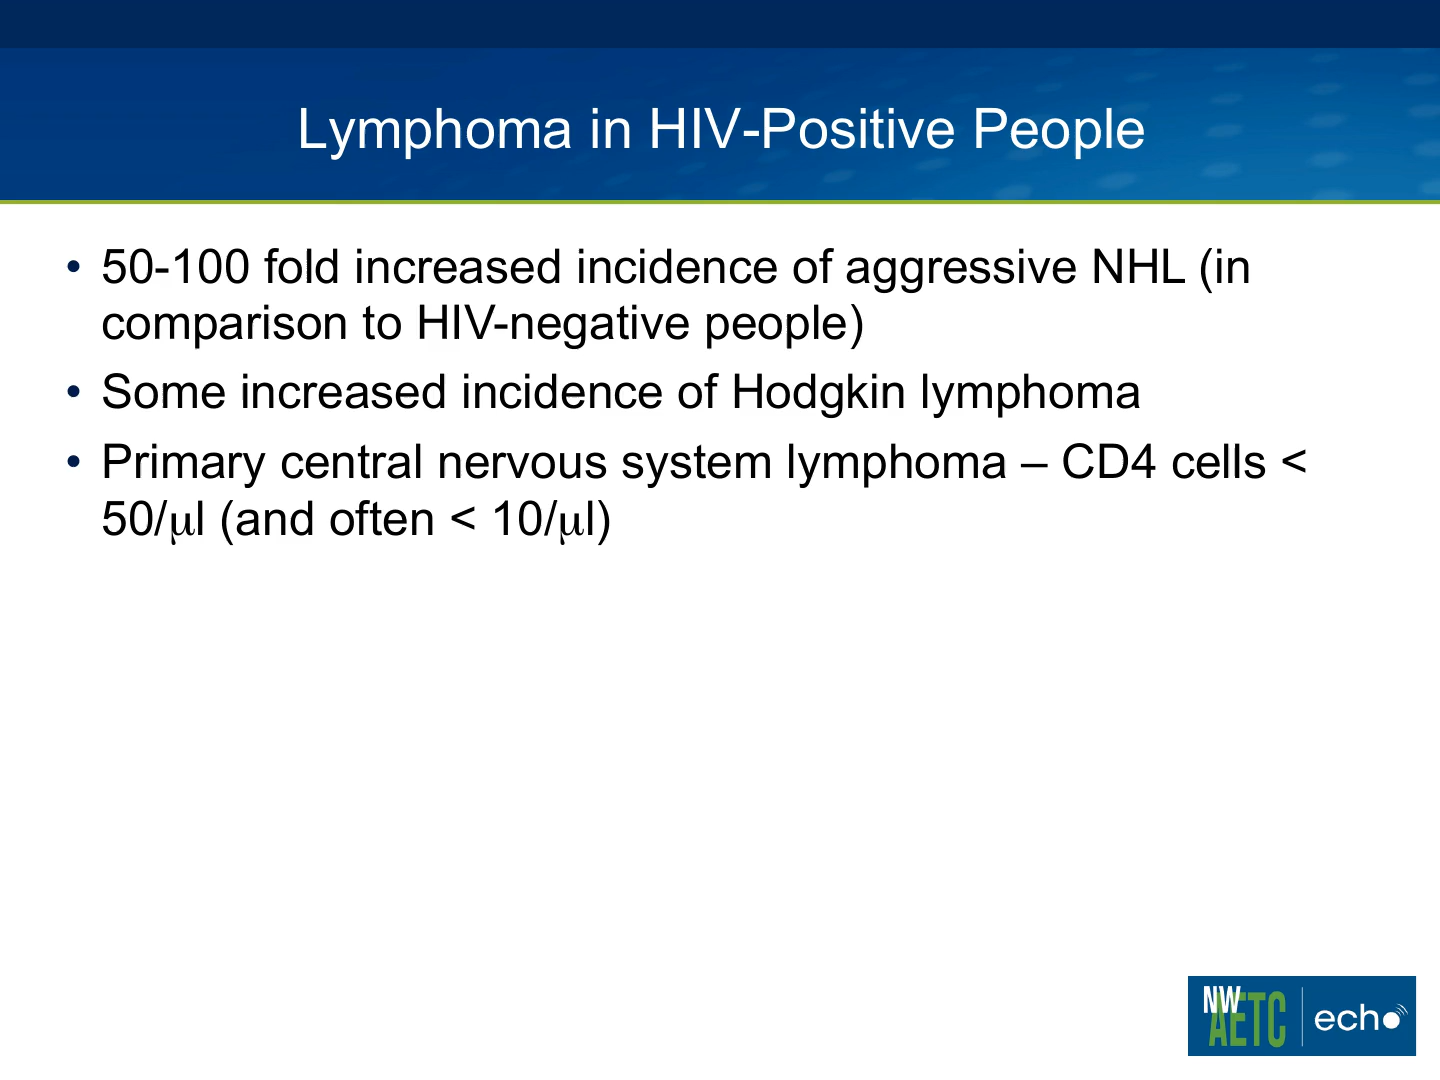 Lymphoma in HIV-Positive People
• 50-100 fold increased incidence of aggressive NHL (in
comparison to HIV-negative people)
• Some increased incidence of Hodgkin lymphoma
• Primary central nervous system lymphoma – CD4 cells <
50/μl (and often < 10/μl)
NW
AETC
echo